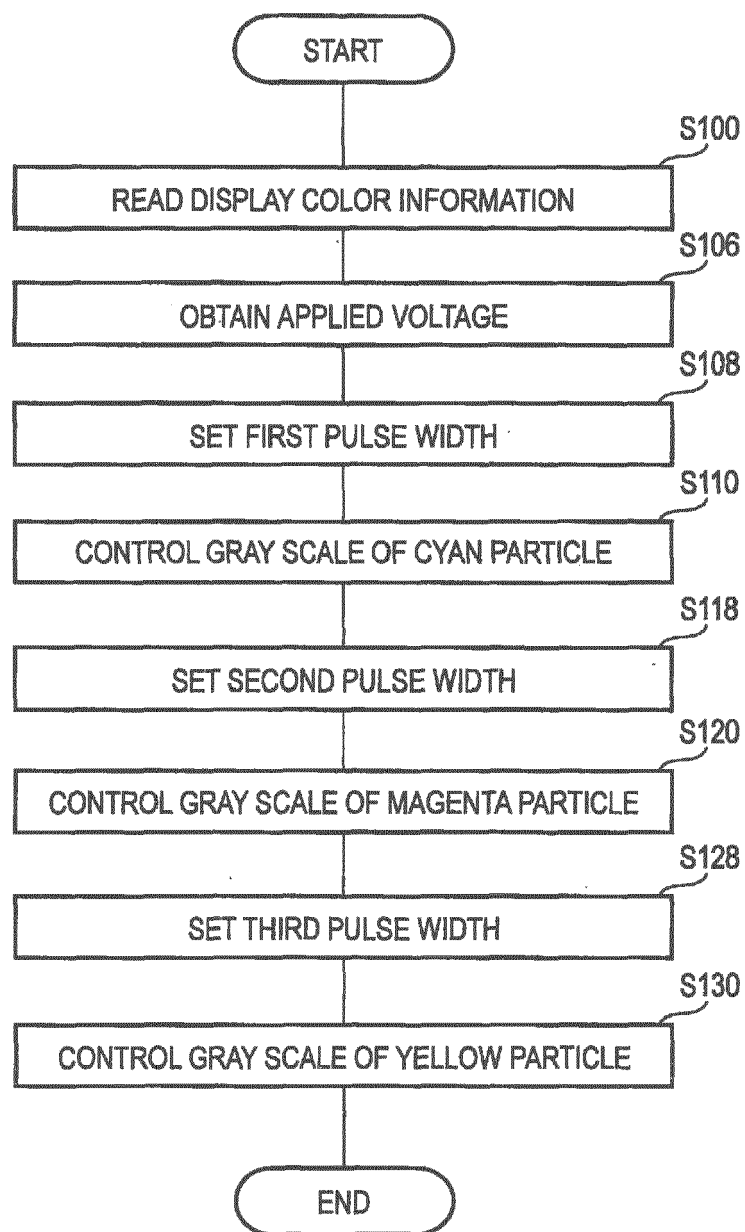 START
S100
READ DISPLAY COLOR INFORMATION
S106
OBTAIN APPLIED VOLTAGE
S108
SET FIRST PULSE WIDTH
S110
CONTROL GRAY SCALE OF CYAN PARTICLE
S118
SET SECOND PULSE WIDTH
S120
CONTROL GRAY SCALE OF MAGENTA PARTICLE
S128
SET THIRD PULSE WIDTH
S130
CONTROL GRAY SCALE OF YELLOW PARTICLE
END